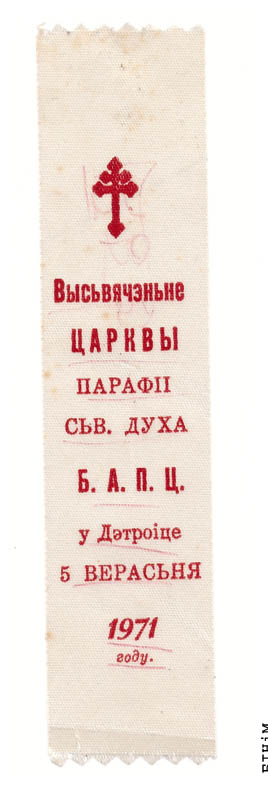 Высьвячэньне
ЦАРКВЫ
ПАРАФІІ
СЬВ. ДУХА
Б. А. П. Ц.
у Дэтроіце
5 ВЕРАСЬНЯ
1971
году.